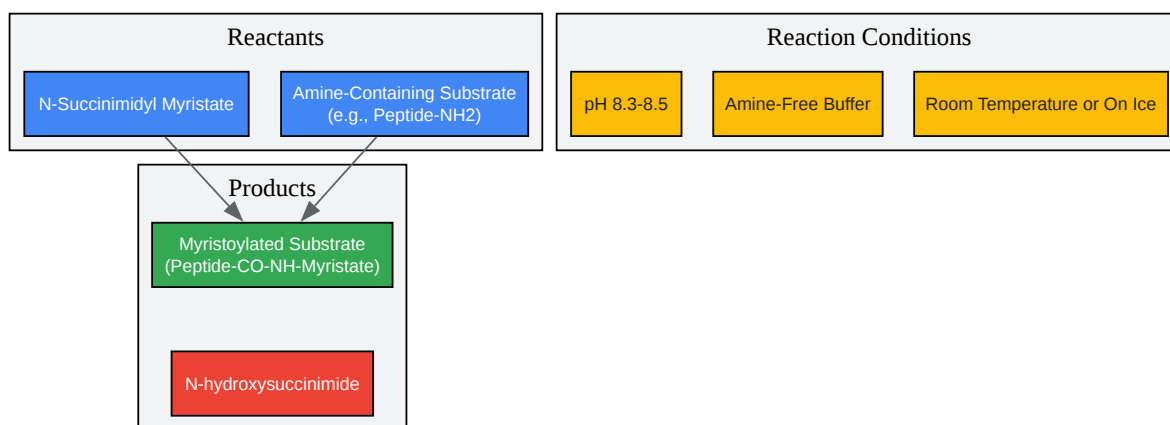 Reactants
N-Succinimidyl Myristate
Amine-Containing Substrate
(e.g., Peptide-NH2)
Reaction Conditions
pH 8.3-8.5
Amine-Free Buffer
Room Temperature or On Ice
Products
Myristoylated Substrate
(Peptide-CO-NH-Myristate)
N-hydroxysuccinimide